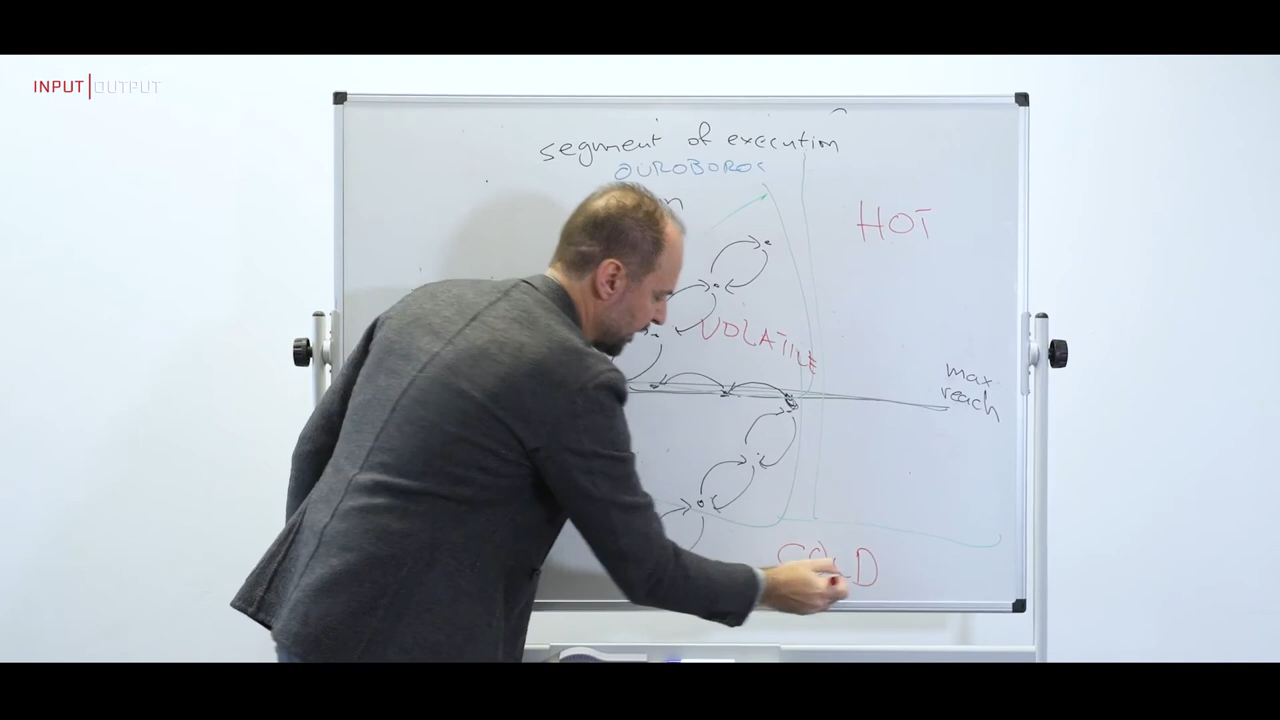 INPUT|OUTPUT
segment of execution
OUROBOROS
HOT
VOLATILE
max
reach
COLD